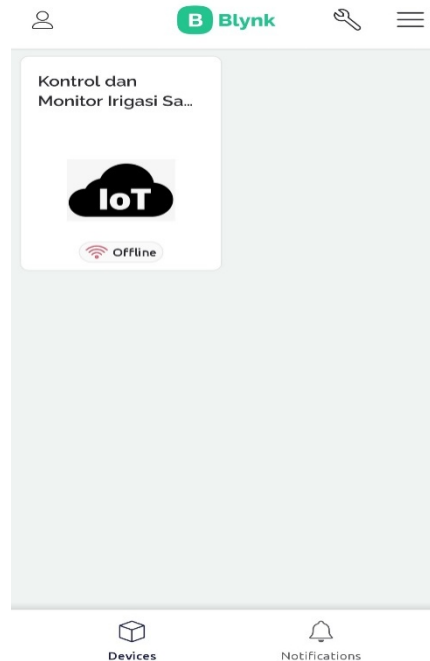 B Blynk
Kontrol dan
Monitor Irigasi Sa...
IoT
Offline
Devices
Notifications